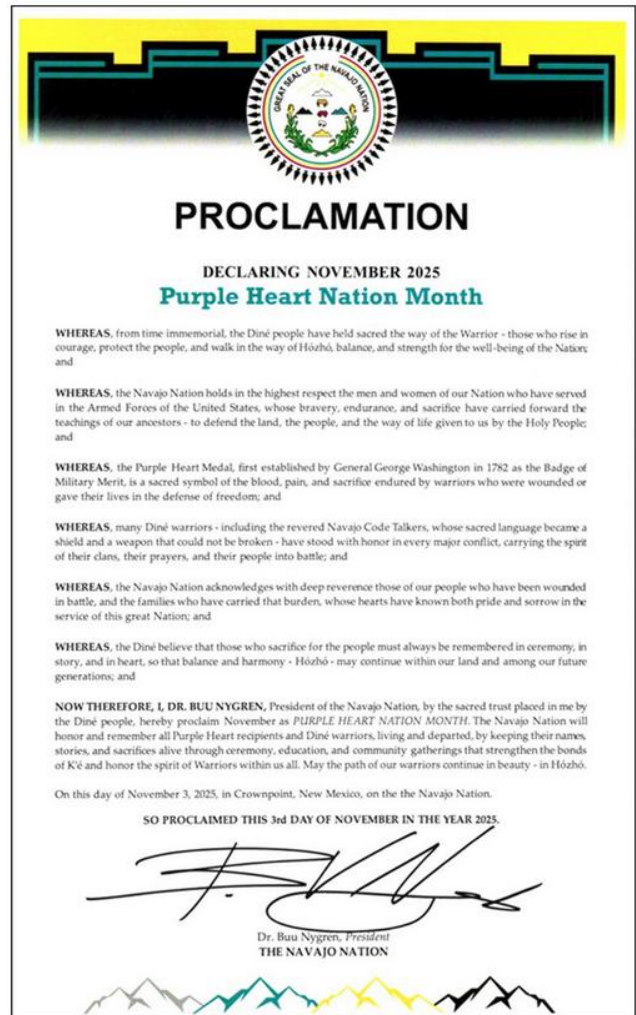 GREAT SEAL OF THE NAVAJO NATION
PROCLAMATION
DECLARING NOVEMBER 2025
Purple Heart Nation Month
WHEREAS, from time immemorial, the Diné people have held sacred the way of the Warrior - those who rise in
courage, protect the people, and walk in the way of Hózhó, balance, and strength for the well-being of the Nation;
and
WHEREAS, the Navajo Nation holds in the highest respect the men and women of our Nation who have served
in the Armed Forces of the United States, whose bravery, endurance, and sacrifice have carried forward the
teachings of our ancestors - to defend the land, the people, and the way of life given to us by the Holy People;
and
WHEREAS, the Purple Heart Medal, first established by General George Washington in 1782 as the Badge of
Military Merit, is a sacred symbol of the blood, pain, and sacrifice endured by warriors who were wounded or
gave their lives in the defense of freedom; and
WHEREAS, many Diné warriors - including the revered Navajo Code Talkers, whose sacred language became a
shield and a weapon that could not be broken - have stood with honor in every major conflict, carrying the spirit
of their clans, their prayers, and their people into battle; and
WHEREAS, the Navajo Nation acknowledges with deep reverence those of our people who have been wounded
in battle, and the families who have carried that burden, whose hearts have known both pride and sorrow in the
service of this great Nation; and
WHEREAS, the Diné believe that those who sacrifice for the people must always be remembered in ceremony, in
story, and in heart, so that balance and harmony - Hózhó - may continue within our land and among our future
generations; and
NOW THEREFORE, I, DR. BUU NYGREN, President of the Navajo Nation, by the sacred trust placed in me by
the Diné people, hereby proclaim November as PURPLE HEART NATION MONTH. The Navajo Nation will
honor and remember all Purple Heart recipients and Diné warriors, living and departed, by keeping their names,
stories, and sacrifices alive through ceremony, education, and community gatherings that strengthen the bonds
of K'é and honor the spirit of Warriors within us all. May the path of our warriors continue in beauty - in Hózhó.
On this day of November 3, 2025, in Crownpoint, New Mexico, on the the Navajo Nation.
SO PROCLAIMED THIS 3rd DAY OF NOVEMBER IN THE YEAR 2025.
Dr. Buu Nygren, President
THE NAVAJO NATION